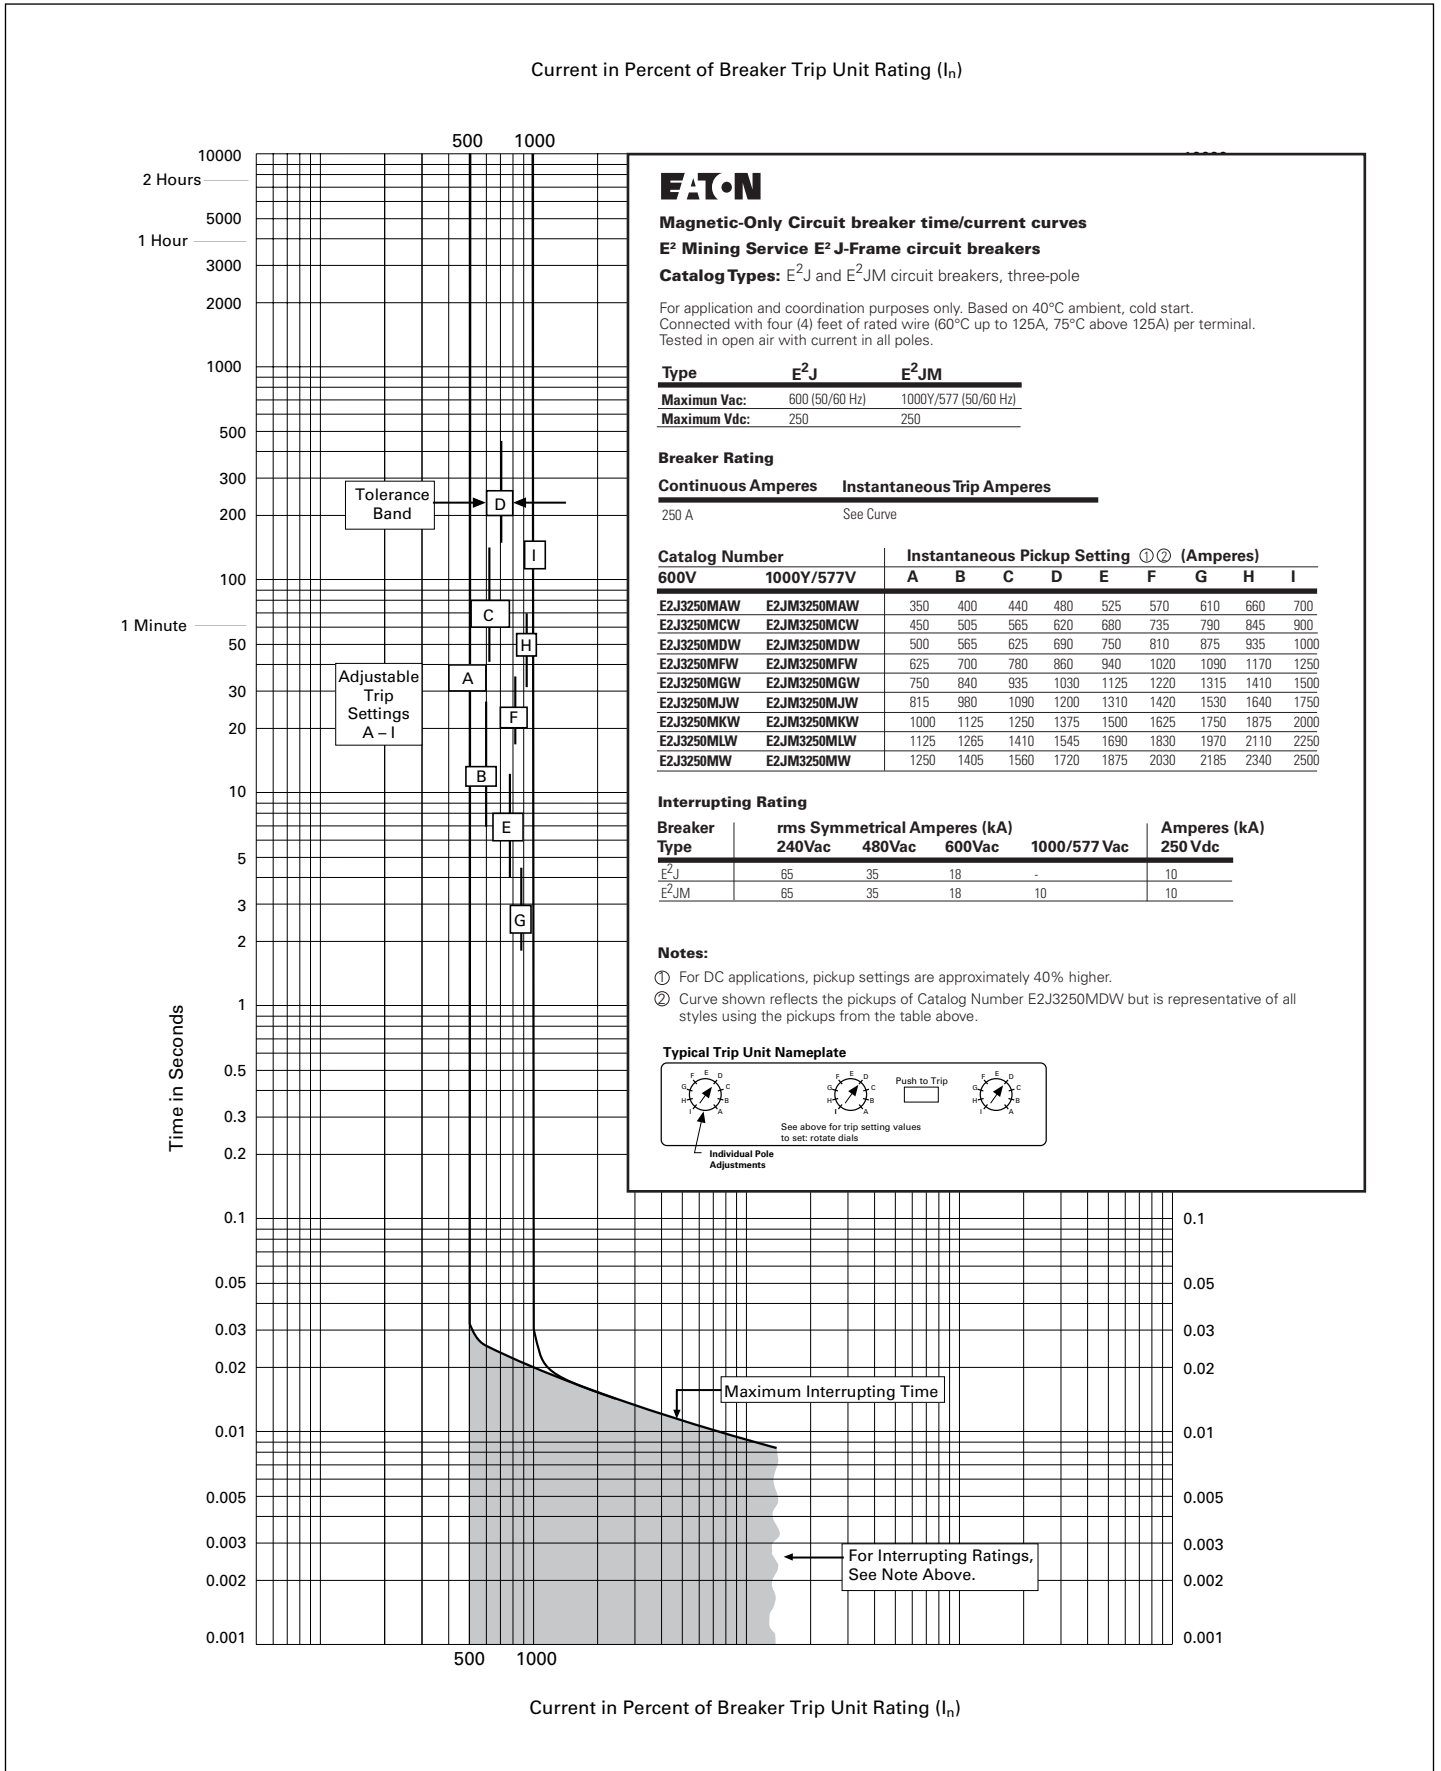 Current in Percent of Breaker Trip Unit Rating (In)
500 1000
10000
2 Hours
5000
1 Hour
3000
2000
1000
500
300
200
100
1 Minute
50
30
20
10
5
3
2
1
0.5
0.3
0.2
0.1
0.05
0.03
0.02
0.01
0.005
0.003
0.002
0.001
Time in Seconds
Tolerance
Band
D
I
C
H
A
Adjustable
Trip
Settings
A – I
F
B
E
G
EATON
Magnetic-Only Circuit breaker time/current curves
E² Mining Service E² J-Frame circuit breakers
Catalog Types: E²J and E²JM circuit breakers, three-pole
For application and coordination purposes only. Based on 40°C ambient, cold start.
Connected with four (4) feet of rated wire (60°C up to 125A, 75°C above 125A) per terminal.
Tested in open air with current in all poles.
Type E²J E²JM
Maximun Vac: 600 (50/60 Hz) 1000Y/577 (50/60 Hz)
Maximum Vdc: 250 250
Breaker Rating
Continuous Amperes Instantaneous Trip Amperes
250 A See Curve
Catalog Number Instantaneous Pickup Setting ①② (Amperes)
600V 1000Y/577V A B C D E F G H I
E2J3250MAW E2JM3250MAW 350 400 440 480 525 570 610 660 700
E2J3250MCW E2JM3250MCW 450 505 565 620 680 735 790 845 900
E2J3250MDW E2JM3250MDW 500 565 625 690 750 810 875 935 1000
E2J3250MFW E2JM3250MFW 625 700 780 860 940 1020 1090 1170 1250
E2J3250MGW E2JM3250MGW 750 840 935 1030 1125 1220 1315 1410 1500
E2J3250MJW E2JM3250MJW 815 980 1090 1200 1310 1420 1530 1640 1750
E2J3250MKW E2JM3250MKW 1000 1125 1250 1375 1500 1625 1750 1875 2000
E2J3250MLW E2JM3250MLW 1125 1265 1410 1545 1690 1830 1970 2110 2250
E2J3250MW E2JM3250MW 1250 1405 1560 1720 1875 2030 2185 2340 2500
Interrupting Rating
Breaker rms Symmetrical Amperes (kA) Amperes (kA)
Type 240Vac 480Vac 600Vac 1000/577 Vac 250 Vdc
E²J 65 35 18 - 10
E²JM 65 35 18 10 10
Notes:
① For DC applications, pickup settings are approximately 40% higher.
② Curve shown reflects the pickups of Catalog Number E2J3250MDW but is representative of all
styles using the pickups from the table above.
Typical Trip Unit Nameplate
A B C D E F G H I
A B C D E F G H I
Push to Trip
A B C D E F G H I
See above for trip setting values
to set: rotate dials
Individual Pole
Adjustments
0.1
0.05
0.03
0.02
0.01
0.005
0.003
0.002
0.001
Maximum Interrupting Time
For Interrupting Ratings,
See Note Above.
500 1000
Current in Percent of Breaker Trip Unit Rating (In)